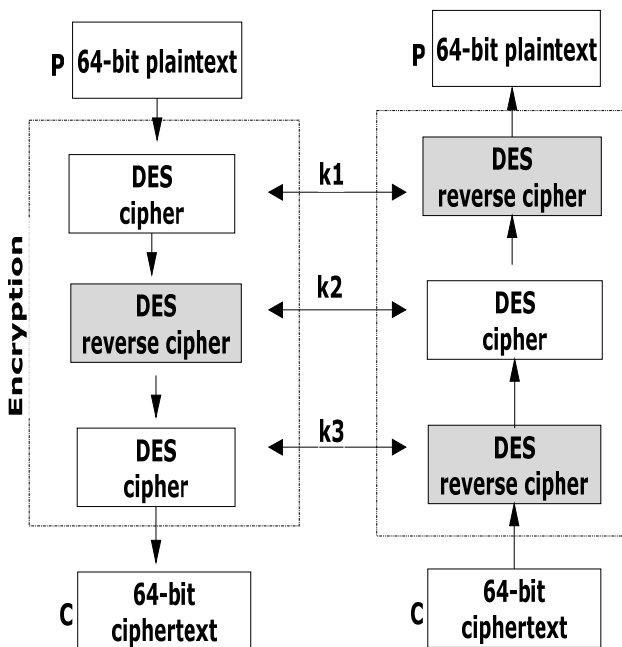 P 64-bit plaintext
DES
cipher
DES
reverse cipher
DES
cipher
C 64-bit
ciphertext
Encryption
k1
k2
k3
P 64-bit plaintext
DES
reverse cipher
DES
cipher
DES
reverse cipher
C 64-bit
ciphertext